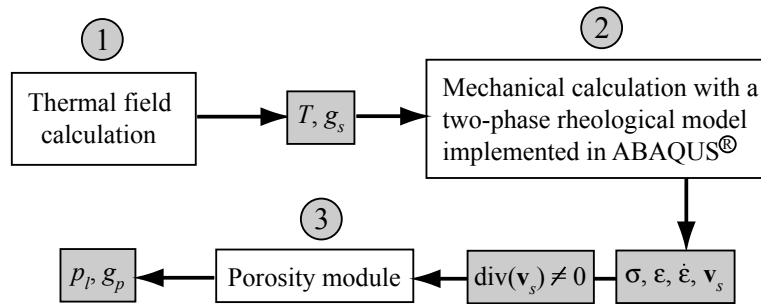 1
Thermal field
calculation
T, g_s
2
Mechanical calculation with a
two-phase rheological model
implemented in ABAQUS®
σ, ε, ε̇, v_s
div(v_s) ≠ 0
3
Porosity module
p_l, g_p